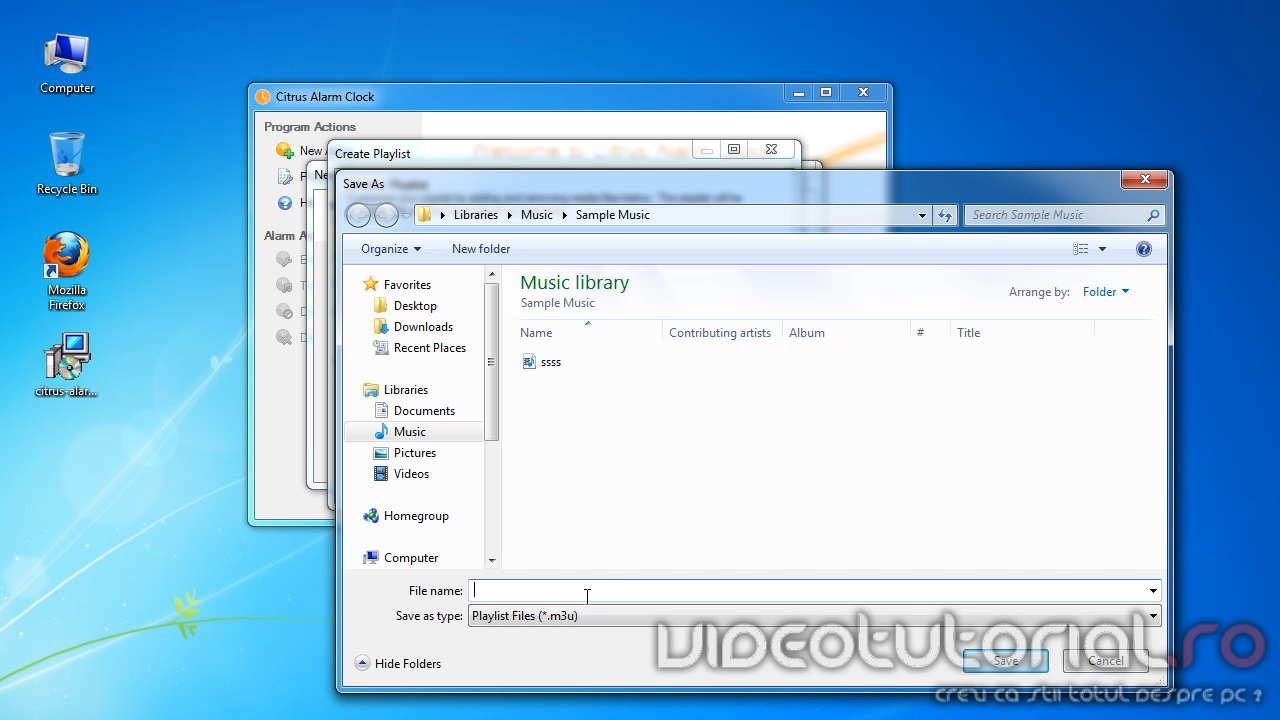 Computer
Recycle Bin
Mozilla
Firefox
citrus-alar...
Citrus Alarm Clock
Program Actions
New
Alarm A
Create Playlist
Ne
Save As
Libraries
Music
Sample Music
Search Sample Music
Organize
New folder
Favorites
Desktop
Downloads
Recent Places
Libraries
Documents
Music
Pictures
Videos
Homegroup
Computer
Music library
Sample Music
Arrange by: Folder
Name
Contributing artists
Album
#
Title
ssss
File name:
Save as type: Playlist Files (*.m3u)
Hide Folders
Save
Cancel
VIDEOTUTORIAL.RO
CREU CA STII TOTUL DESPRE PC ?